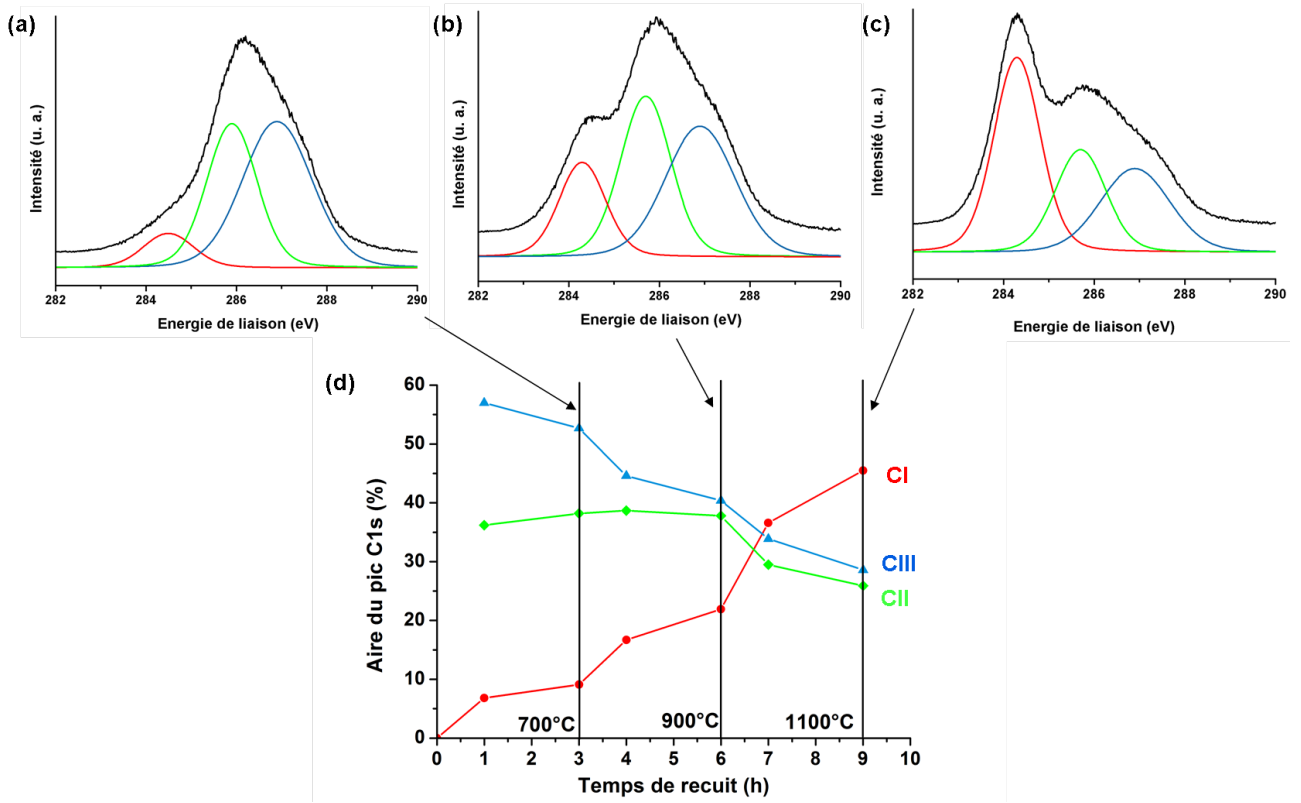 (a)
Intensité (u. a.)
282 284 286 288 290
Energie de liaison (eV)
(b)
Intensité (u. a.)
282 284 286 288 290
Energie de liaison (eV)
(c)
Intensité (u. a.)
282 284 286 288 290
Energie de liaison (eV)
(d)
Aire du pic C1s (%)
60
50
40
30
20
10
0
CI
CIII
CII
700°C 900°C 1100°C
0 1 2 3 4 5 6 7 8 9 10
Temps de recuit (h)